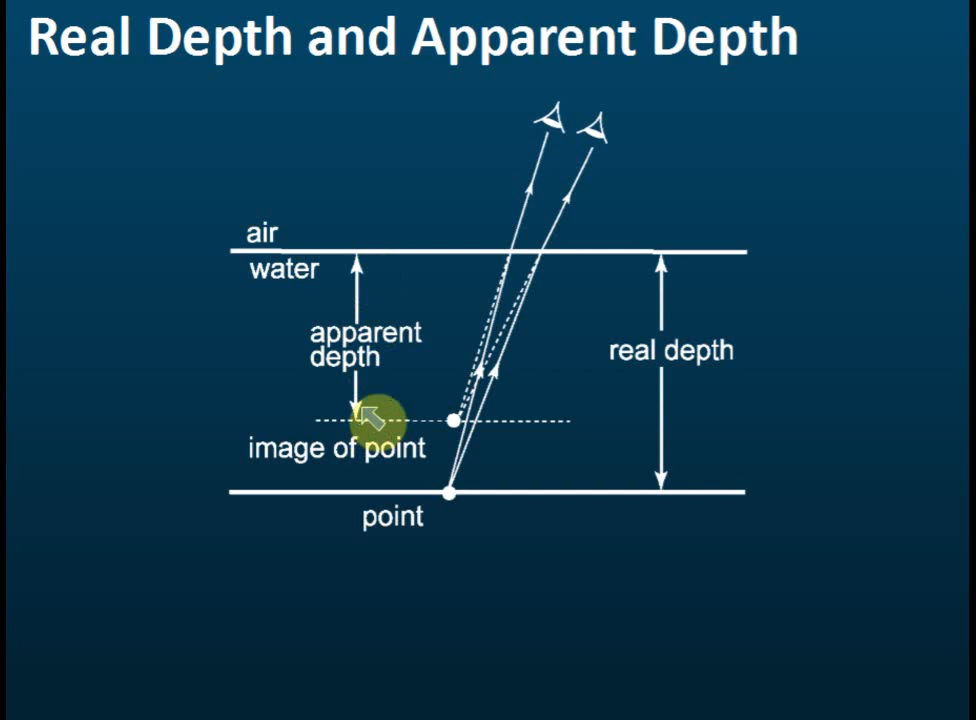 Real Depth and Apparent Depth
air
water
apparent
depth
real depth
image of point
point